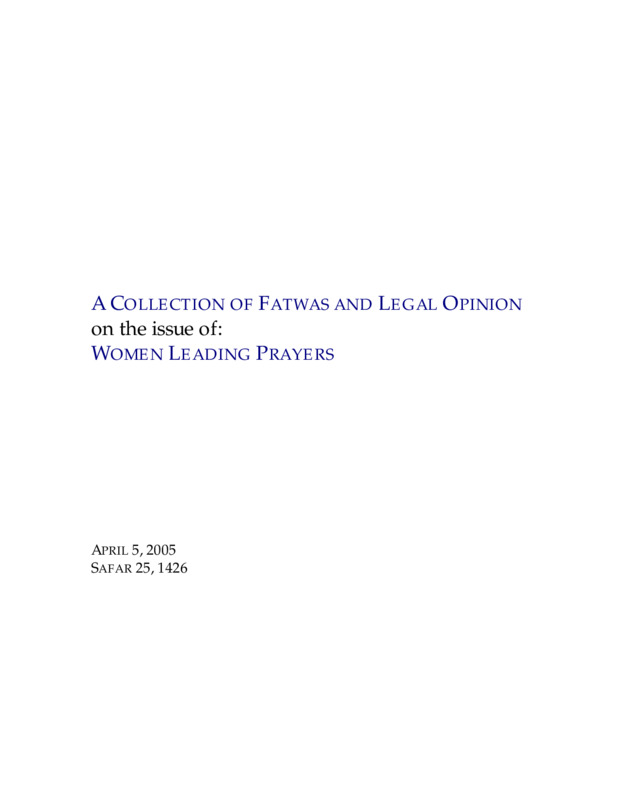 A COLLECTION OF FATWAS AND LEGAL OPINION
on the issue of:
WOMEN LEADING PRAYERS
APRIL 5, 2005
SAFAR 25, 1426